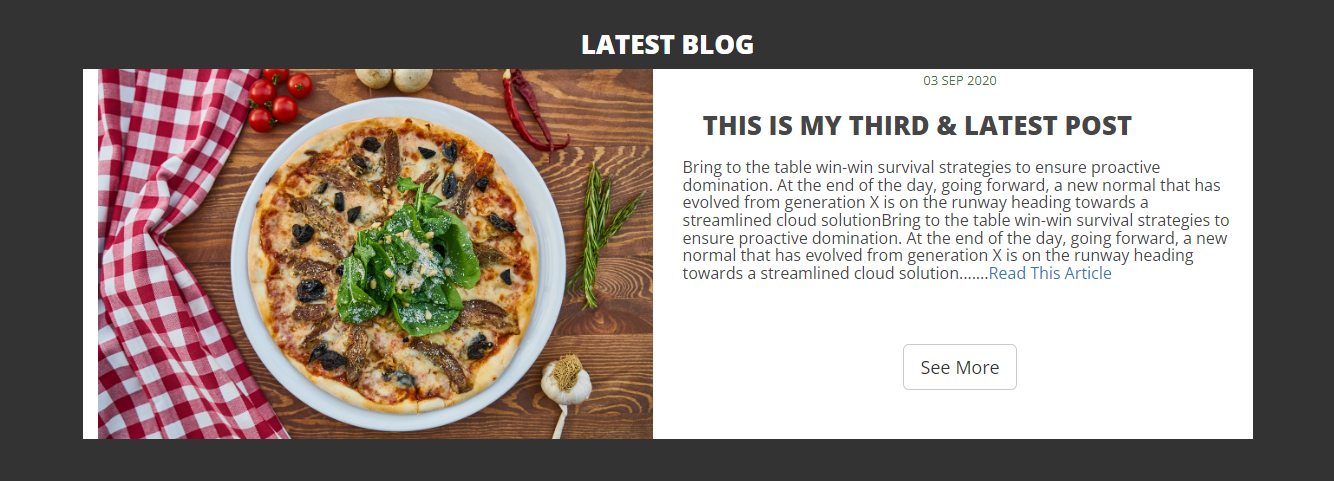 LATEST BLOG
03 SEP 2020
THIS IS MY THIRD & LATEST POST
Bring to the table win-win survival strategies to ensure proactive
domination. At the end of the day, going forward, a new normal that has
evolved from generation X is on the runway heading towards a
streamlined cloud solutionBring to the table win-win survival strategies to
ensure proactive domination. At the end of the day, going forward, a new
normal that has evolved from generation X is on the runway heading
towards a streamlined cloud solution.......Read This Article
See More